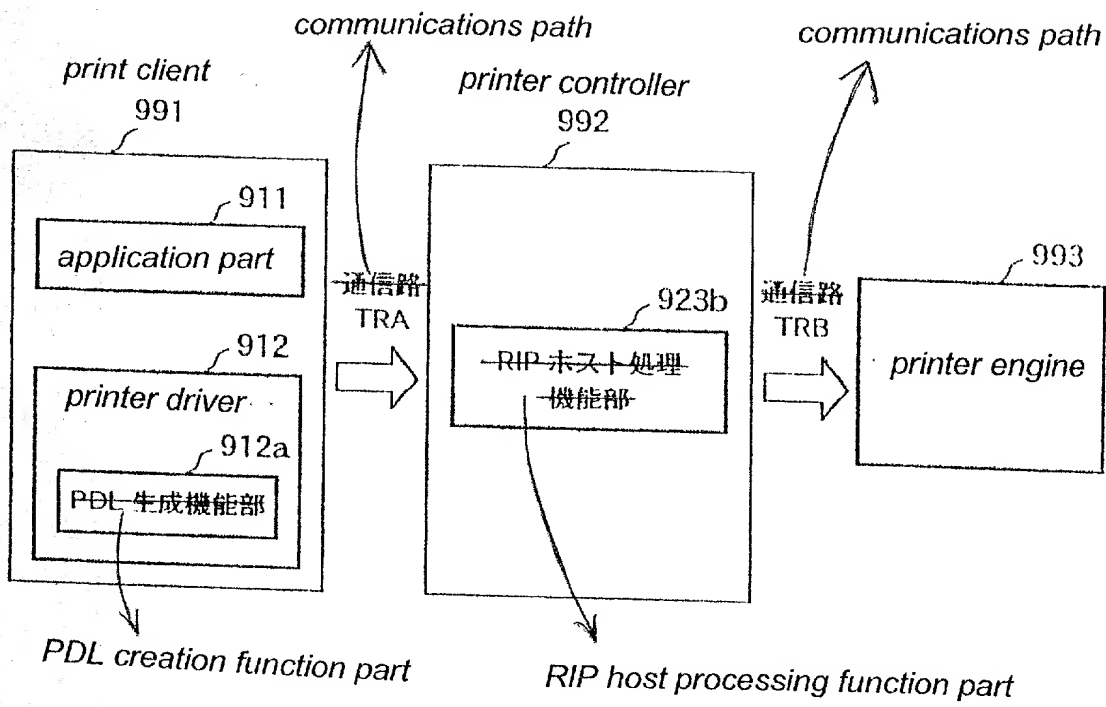 communications path
communications path
print client
991
printer controller
992
911
application part
通信路
TRA
912
printer driver
912a
PDL 生成機能部
923b
RIP ホスト処理
機能部
通信路
TRB
993
printer engine
PDL creation function part
RIP host processing function part